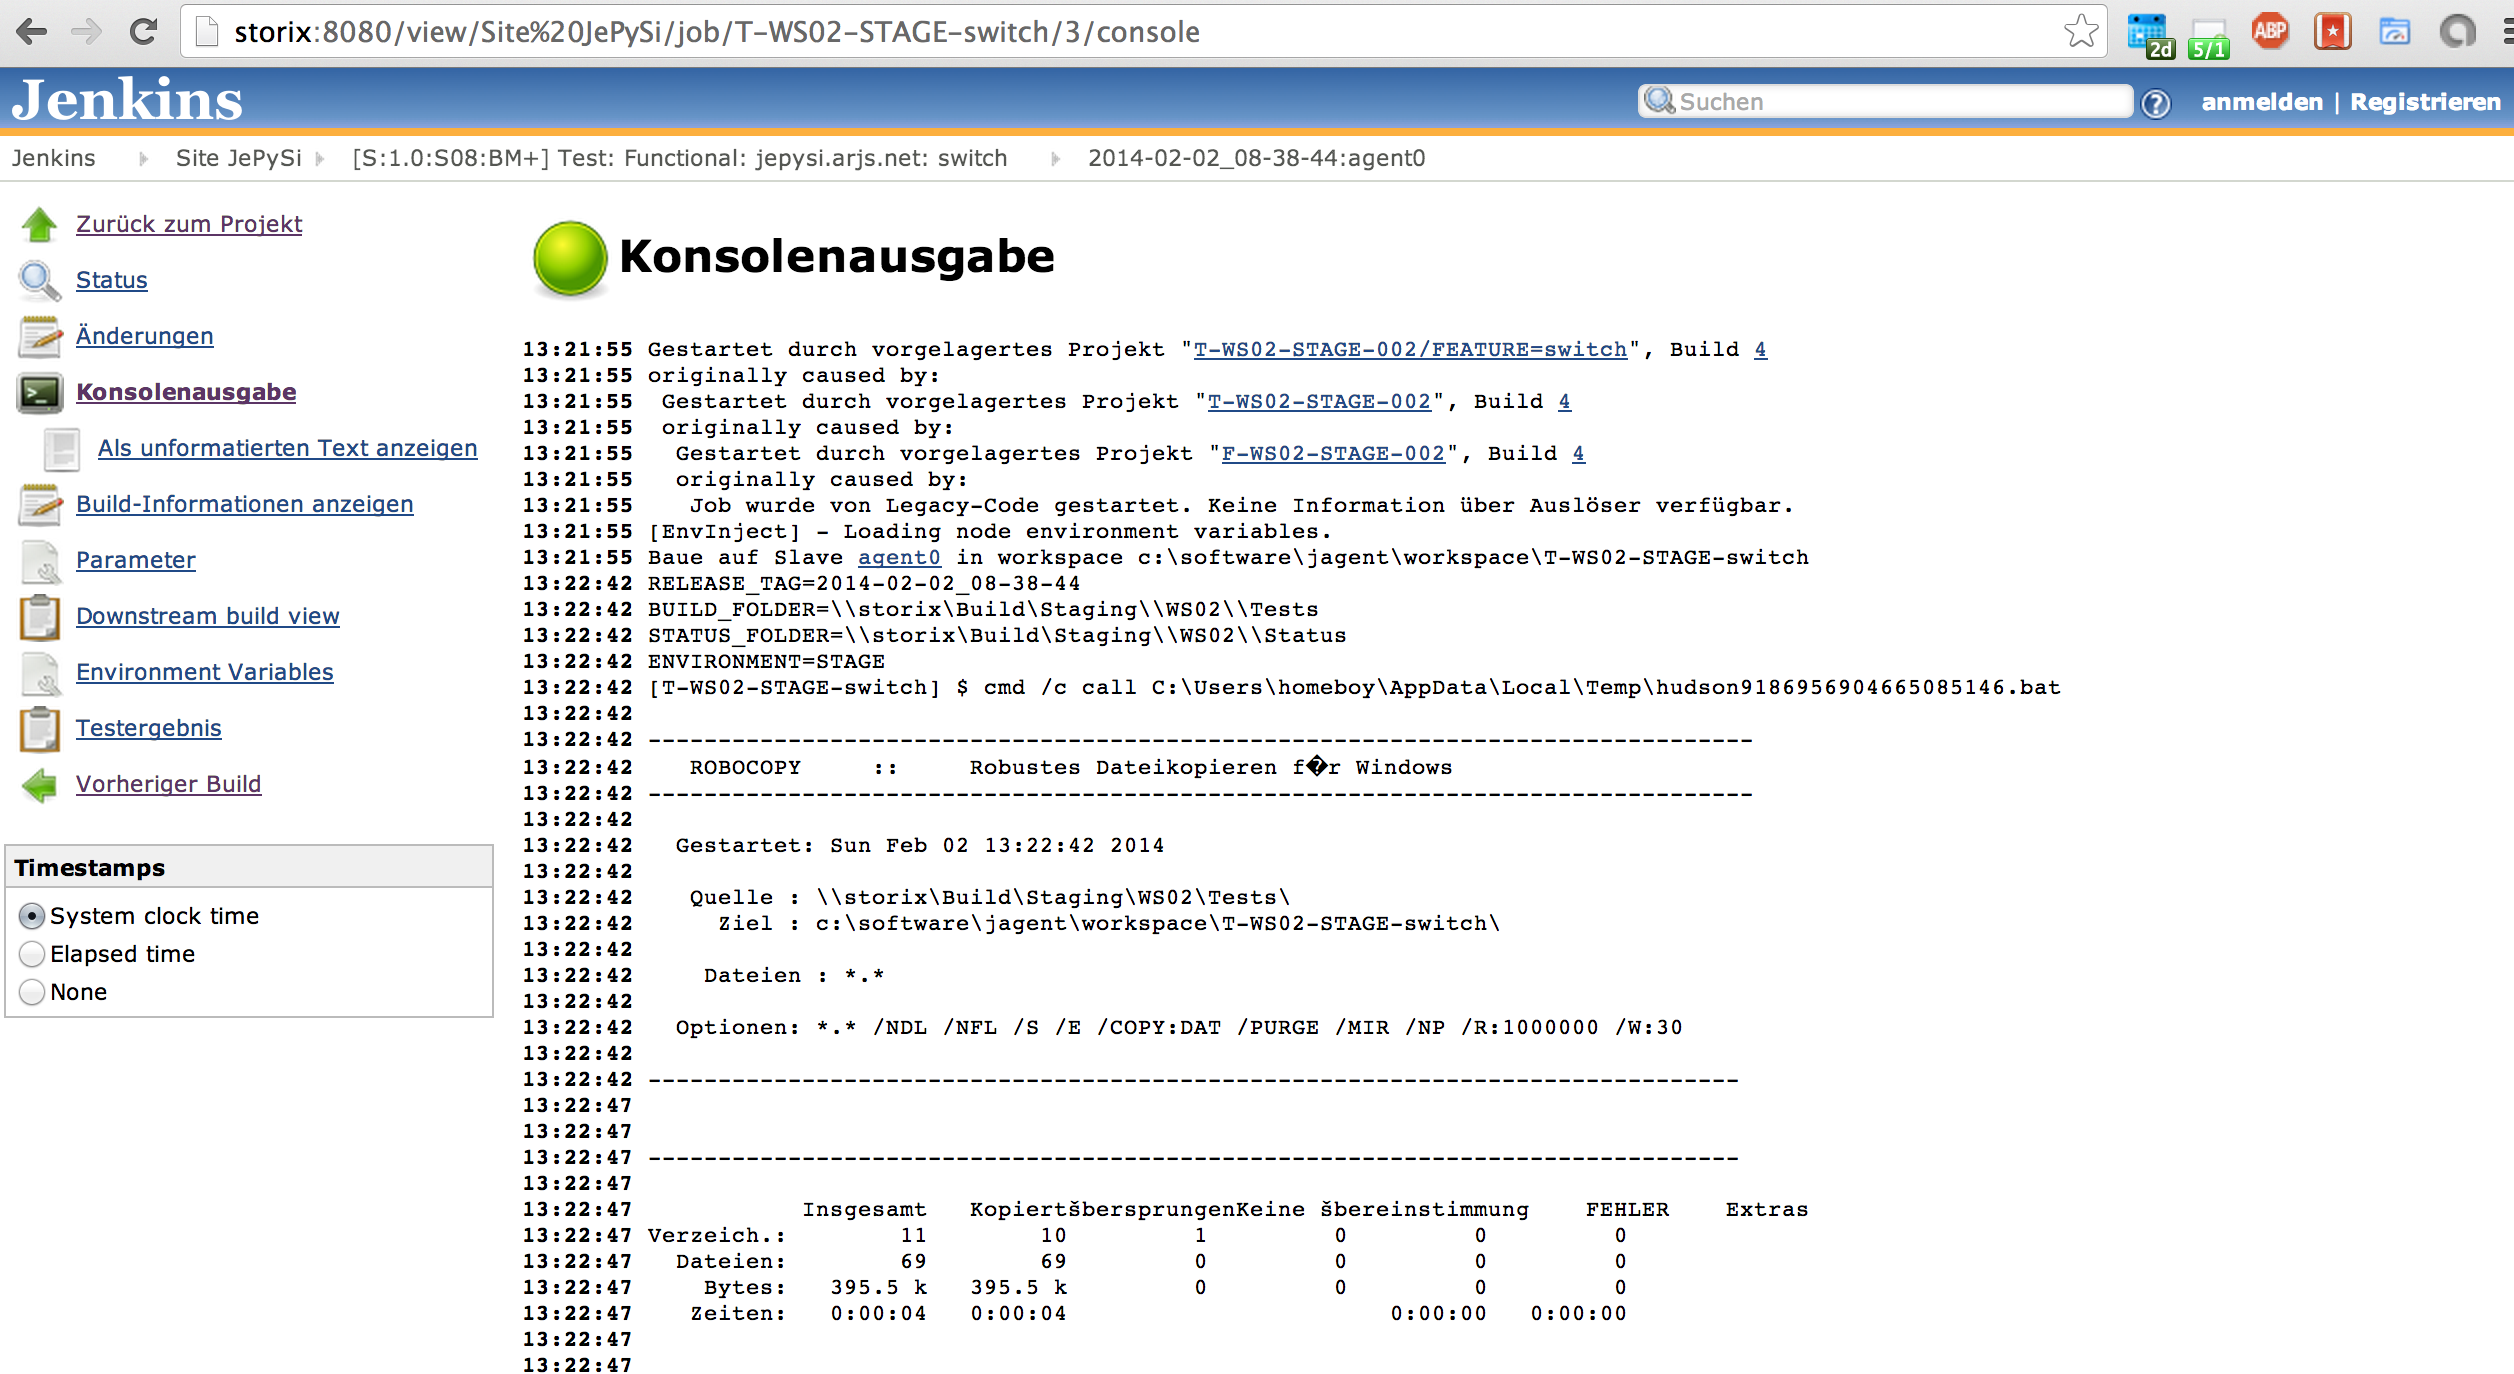 storix:8080/view/Site%20JePySi/job/T-WS02-STAGE-switch/3/console
2d
5/1
ABP
Jenkins
Suchen
?
anmelden | Registrieren
Jenkins
Site JePySi
[S:1.0:S08:BM+] Test: Functional: jepysi.arjs.net: switch
2014-02-02_08-38-44:agent0
Zurück zum Projekt
Status
Änderungen
Konsolenausgabe
Als unformatierten Text anzeigen
Build-Informationen anzeigen
Parameter
Downstream build view
Environment Variables
Testergebnis
Vorheriger Build
Timestamps
System clock time
Elapsed time
None
Konsolenausgabe
13:21:55 Gestartet durch vorgelagertes Projekt "T-WS02-STAGE-002/FEATURE=switch", Build 4
13:21:55 originally caused by:
13:21:55  Gestartet durch vorgelagertes Projekt "T-WS02-STAGE-002", Build 4
13:21:55  originally caused by:
13:21:55   Gestartet durch vorgelagertes Projekt "F-WS02-STAGE-002", Build 4
13:21:55   originally caused by:
13:21:55    Job wurde von Legacy-Code gestartet. Keine Information über Auslöser verfügbar.
13:21:55 [EnvInject] - Loading node environment variables.
13:21:55 Baue auf Slave agent0 in workspace c:\software\jagent\workspace\T-WS02-STAGE-switch
13:22:42 RELEASE_TAG=2014-02-02_08-38-44
13:22:42 BUILD_FOLDER=\\storix\Build\Staging\\WS02\\Tests
13:22:42 STATUS_FOLDER=\\storix\Build\Staging\\WS02\\Status
13:22:42 ENVIRONMENT=STAGE
13:22:42 [T-WS02-STAGE-switch] $ cmd /c call C:\Users\homeboy\AppData\Local\Temp\hudson9186956904665085146.bat
13:22:42
13:22:42 -------------------------------------------------------------------------------
13:22:42    ROBOCOPY     ::     Robustes Dateikopieren f�r Windows
13:22:42 -------------------------------------------------------------------------------
13:22:42
13:22:42   Gestartet: Sun Feb 02 13:22:42 2014
13:22:42
13:22:42    Quelle : \\storix\Build\Staging\WS02\Tests\
13:22:42      Ziel : c:\software\jagent\workspace\T-WS02-STAGE-switch\
13:22:42
13:22:42     Dateien : *.*
13:22:42
13:22:42   Optionen: *.* /NDL /NFL /S /E /COPY:DAT /PURGE /MIR /NP /R:1000000 /W:30
13:22:42
13:22:42 ------------------------------------------------------------------------------
13:22:47
13:22:47
13:22:47 ------------------------------------------------------------------------------
13:22:47
13:22:47            Insgesamt   KopiertšbersprungenKeine šbereinstimmung    FEHLER    Extras
13:22:47 Verzeich.:        11        10         1         0         0         0
13:22:47   Dateien:        69        69         0         0         0         0
13:22:47     Bytes:   395.5 k   395.5 k         0         0         0         0
13:22:47    Zeiten:   0:00:04   0:00:04                       0:00:00   0:00:00
13:22:47
13:22:47